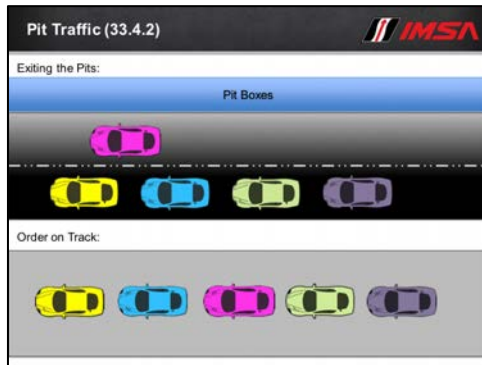 Pit Traffic (33.4.2)
IMSA
Exiting the Pits:
Pit Boxes
Order on Track: